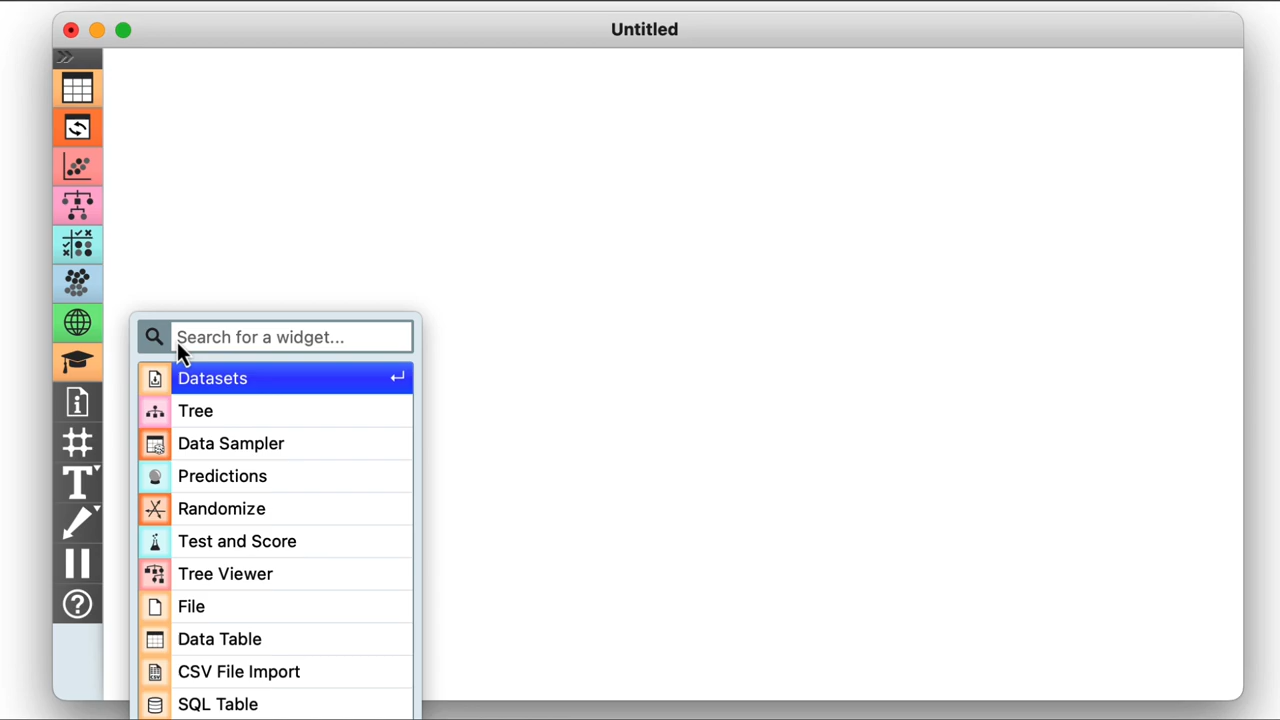 Untitled
Search for a widget...
Datasets
Tree
Data Sampler
Predictions
Randomize
Test and Score
Tree Viewer
File
Data Table
CSV File Import
SQL Table